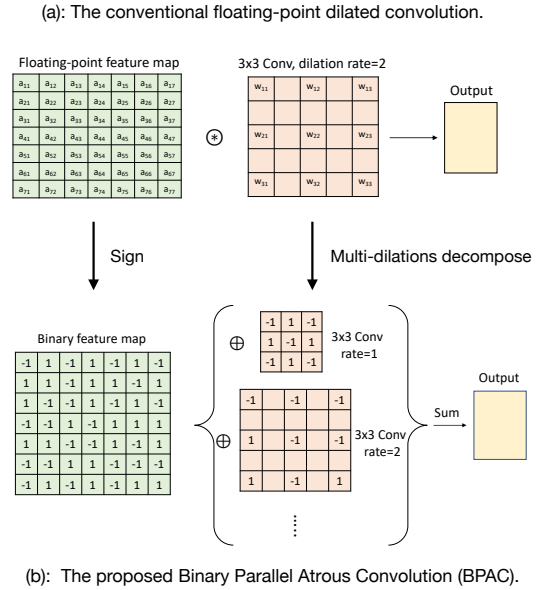 (a): The conventional floating-point dilated convolution.
Floating-point feature map
3x3 Conv, dilation rate=2
Output
a11 a12 a13 a14 a15 a16 a17
a21 a22 a23 a24 a25 a26 a27
a31 a32 a33 a34 a35 a36 a37
a41 a42 a43 a44 a45 a46 a47
a51 a52 a53 a54 a55 a56 a57
a61 a62 a63 a64 a65 a66 a67
a71 a72 a73 a74 a75 a76 a77
w11 w12 w13
w21 w22 w23
w31 w32 w33
Sign
Multi-dilations decompose
Binary feature map
-1 1 -1 1 -1 1 -1
1 1 -1 1 1 -1 1
1 -1 1 -1 1 1 -1
-1 1 -1 1 -1 -1 -1
1 1 -1 -1 1 1 -1
-1 -1 1 1 -1 -1 1
-1 1 -1 1 -1 1 1
-1 1 -1
1 -1 1
-1 1 -1
3x3 Conv
rate=1
-1 -1 -1
1 -1 -1
1 -1 1
3x3 Conv
rate=2
......
Sum
Output
(b): The proposed Binary Parallel Atrous Convolution (BPAC).